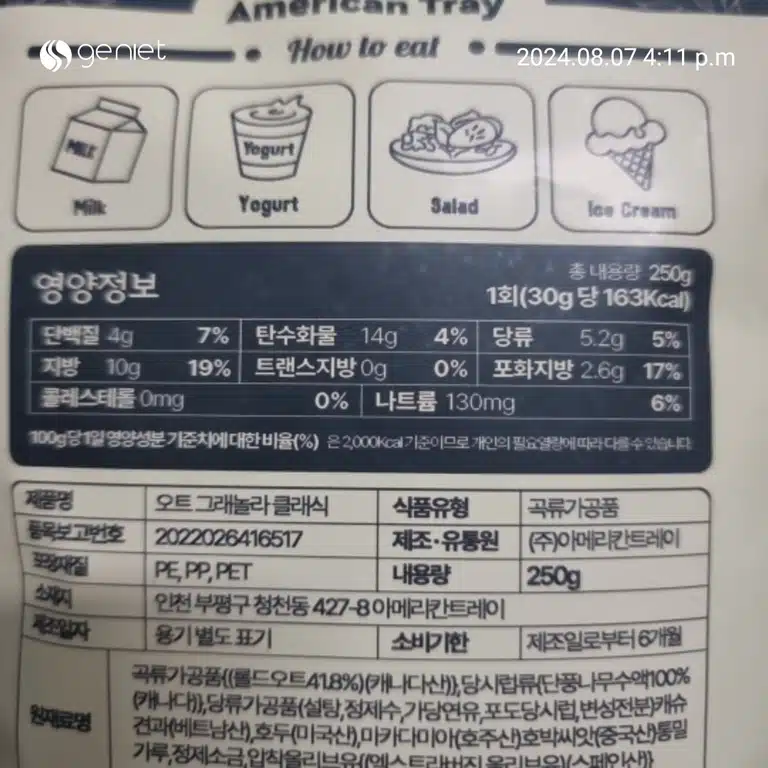 American Tray
How to eat
geniet
2024.08.07 4:11 p.m
MILK
Yogurt
Milk
Yogurt
Salad
Ice Cream
영양정보
총 내용량 250g
1회(30g 당 163Kcal)
단백질 4g 7% 탄수화물 14g 4% 당류 5.2g 5%
지방 10g 19% 트랜스지방 0g 0% 포화지방 2.6g 17%
콜레스테롤 0mg 0% 나트륨 130mg 6%
100g당 1일 영양성분 기준치에 대한 비율(%) 은 2,000Kcal 기준이므로 개인의 필요열량에 따라 다를 수 있습니다
제품명 오트 그래놀라 클래식 식품유형 곡류가공품
품목보고번호 2022026416517 제조·유통원 (주)아메리칸트레이
포장재질 PE, PP, PET 내용량 250g
소재지 인천 부평구 청천동 427-8 아메리칸트레이
제조일자 용기 별도 표기 소비기한 제조일로부터 6개월
원재료명 곡류가공품{(롤드오트41.8%)(캐나다산)},당시럽류{단풍나무수액100%
(캐나다)},당류가공품(설탕,정제수,가당연유,포도당시럽,변성전분)캐슈
견과(베트남산),호두(미국산),마카다미아(호주산)호박씨앗(중국산)통밀
가루,정제소금,압착올리브유{(엑스트라버진 올리브유)(스페인산)}